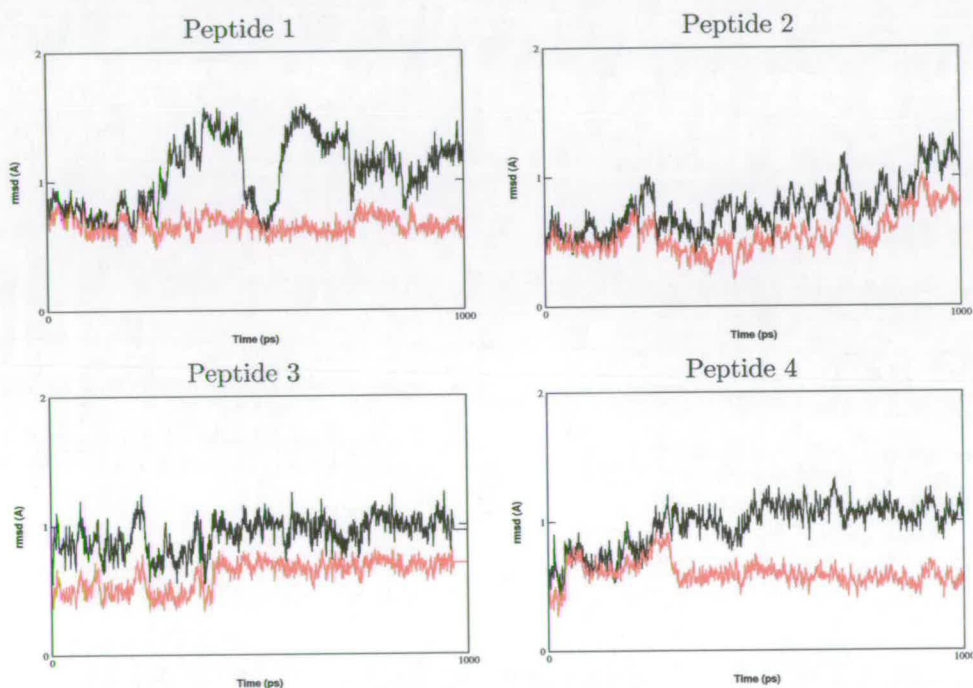 Peptide 1
2
1
0
0
1000
rmsd (A)
Time (ps)
Peptide 2
2
1
0
0
1000
rmsd (A)
Time (ps)
Peptide 3
2
1
0
0
1000
rmsd (A)
Time (ps)
Peptide 4
2
1
0
0
1000
rmsd (A)
Time (ps)